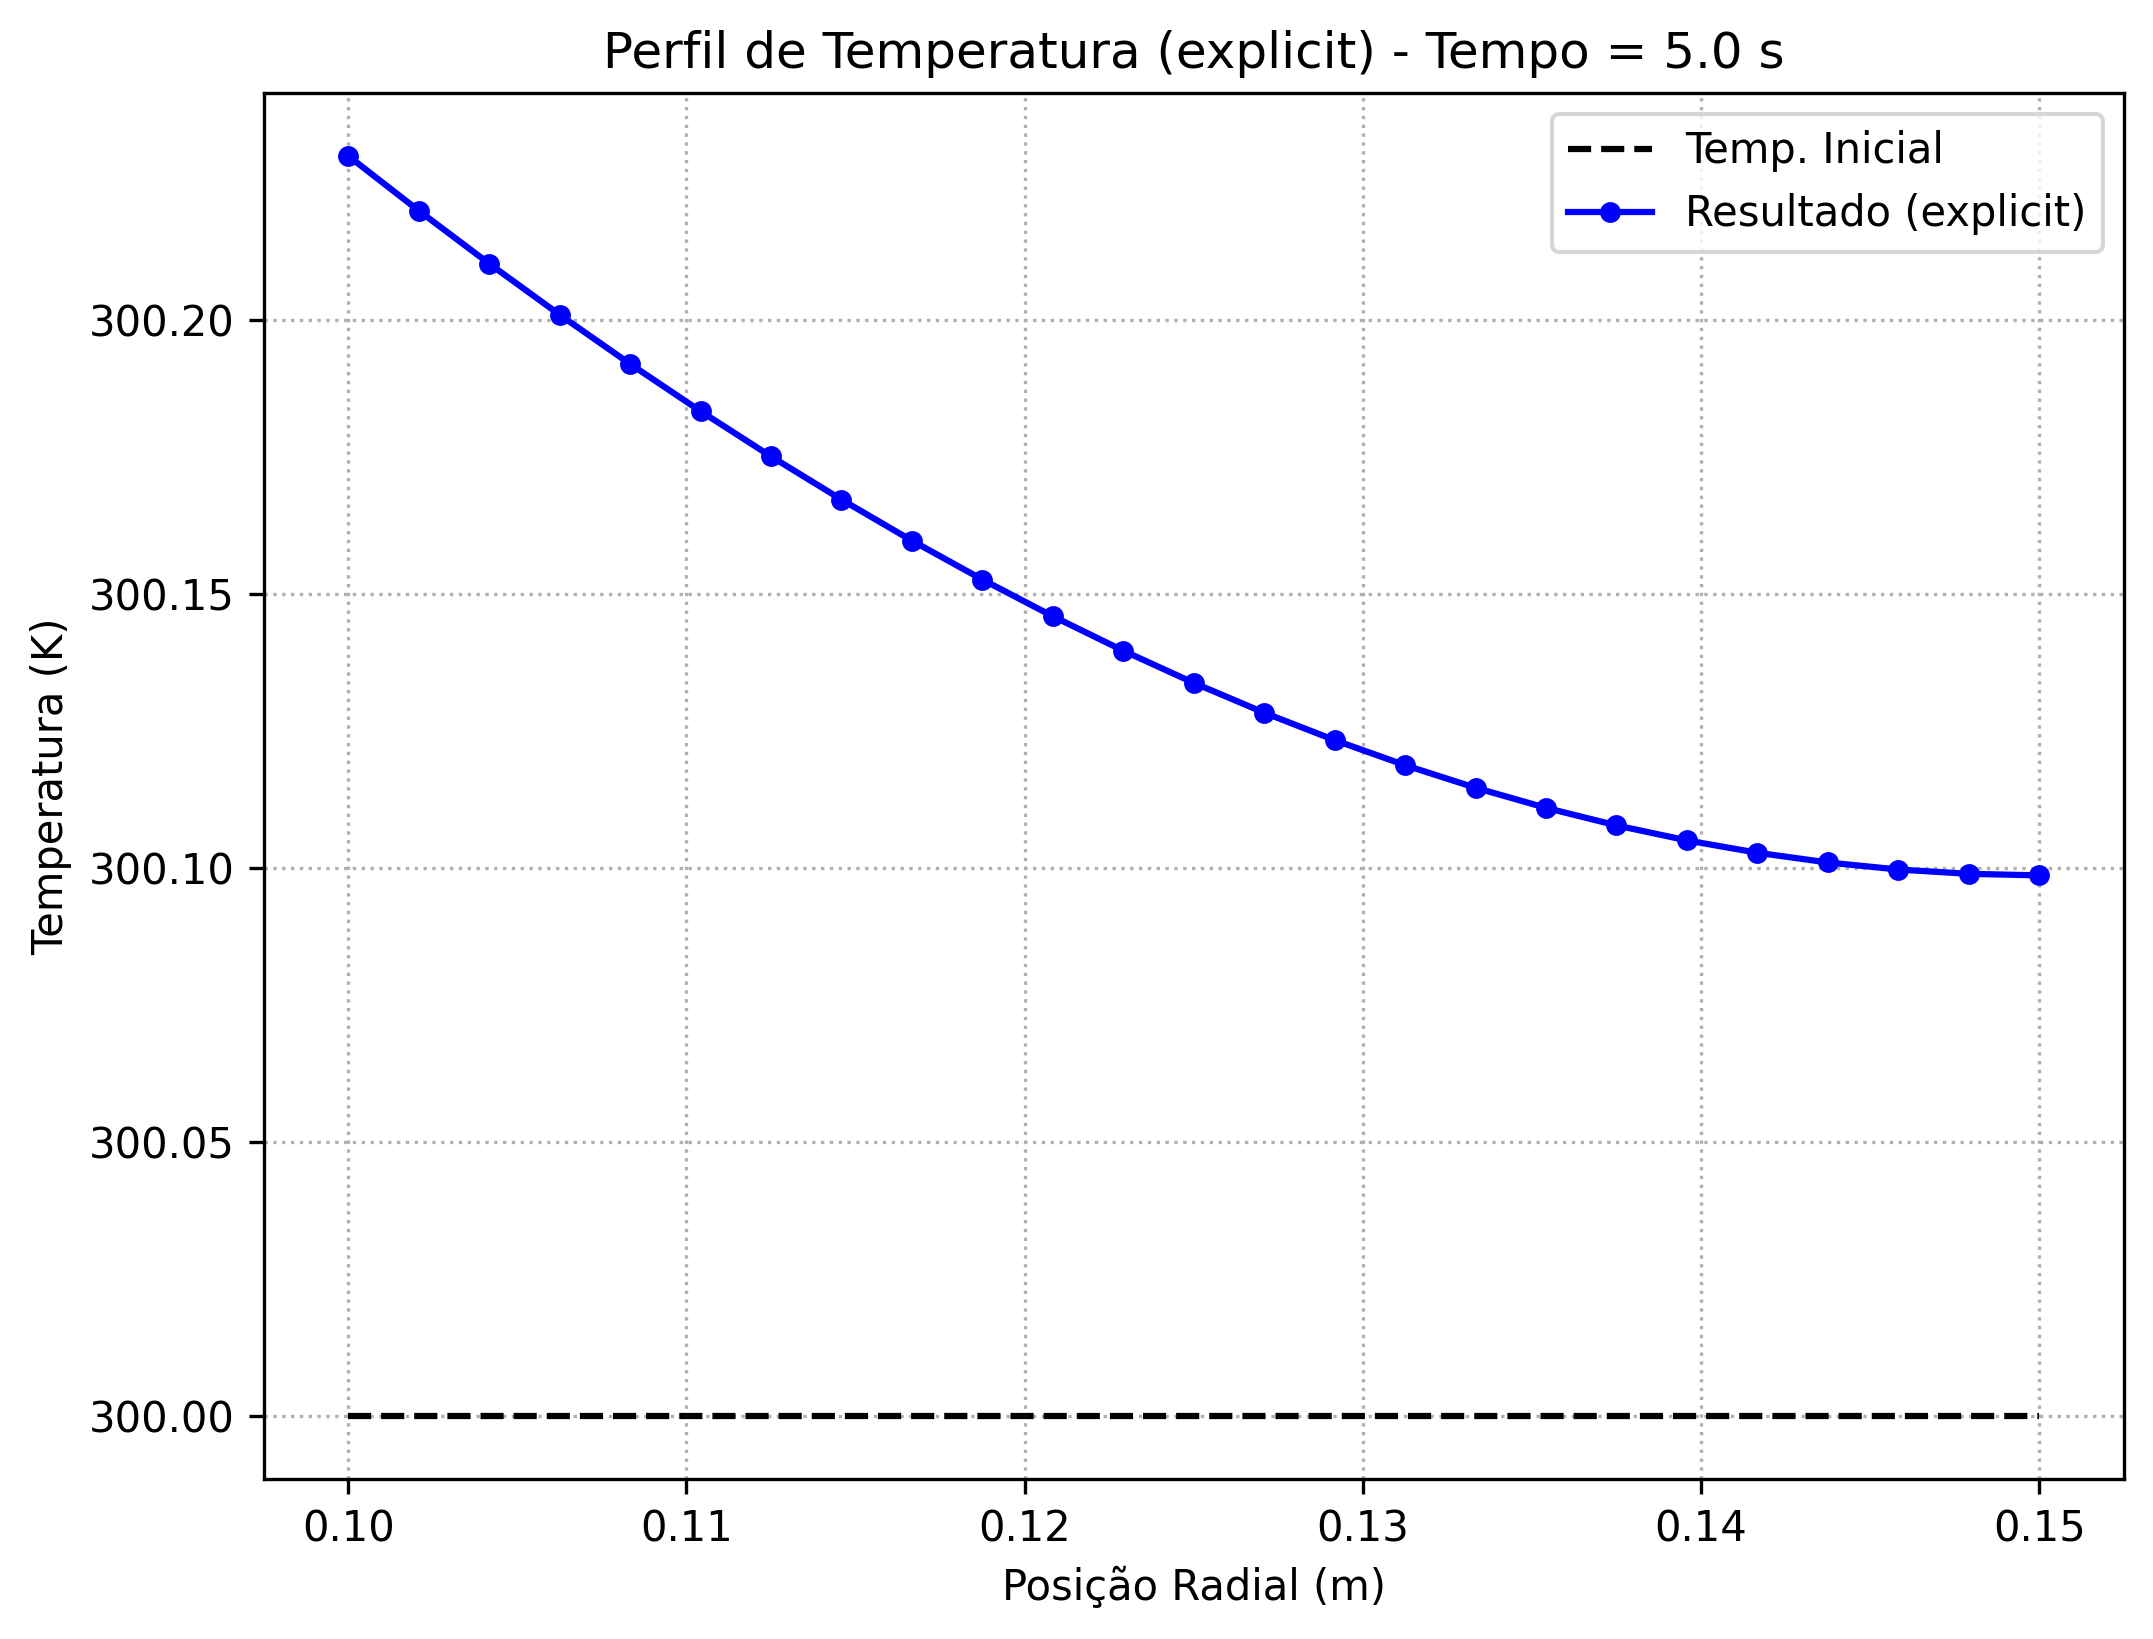 Perfil de Temperatura (explicit) - Tempo = 5.0 s
Temp. Inicial
Resultado (explicit)
Temperatura (K)
300.20
300.15
300.10
300.05
300.00
0.10 0.11 0.12 0.13 0.14 0.15
Posição Radial (m)